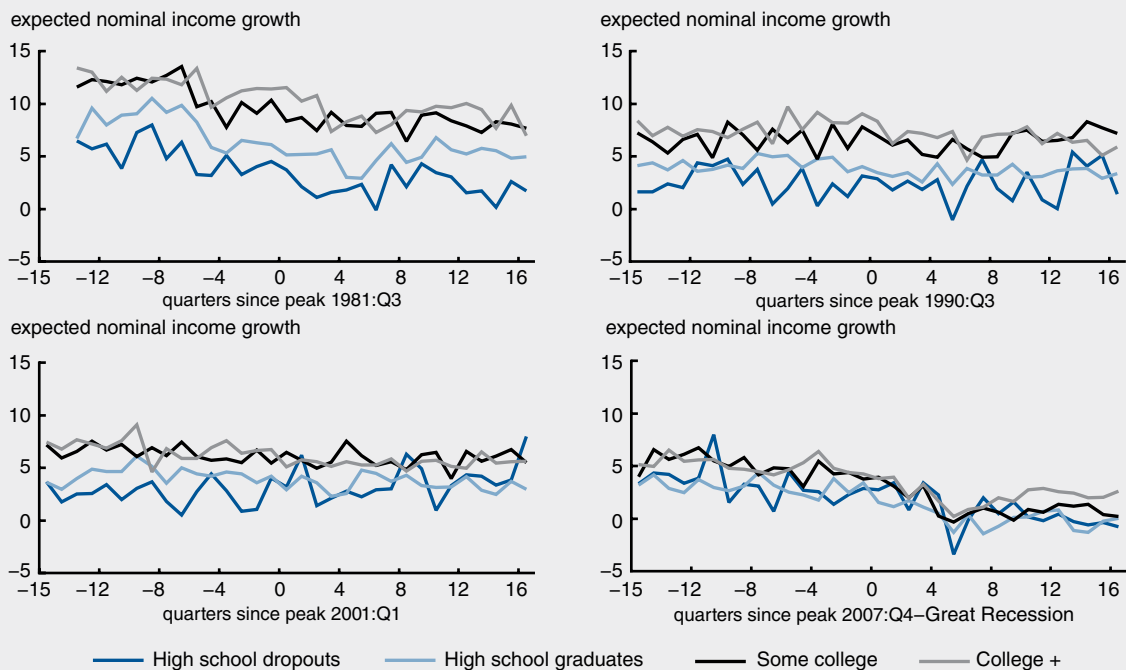 expected nominal income growth
15
10
5
0
−5
−15 −12 −8 −4 0 4 8 12 16
quarters since peak 1981:Q3
expected nominal income growth
15
10
5
0
−5
−15 −12 −8 −4 0 4 8 12 16
quarters since peak 1990:Q3
expected nominal income growth
15
10
5
0
−5
−15 −12 −8 −4 0 4 8 12 16
quarters since peak 2001:Q1
expected nominal income growth
15
10
5
0
−5
−15 −12 −8 −4 0 4 8 12 16
quarters since peak 2007:Q4−Great Recession
High school dropouts High school graduates Some college College +